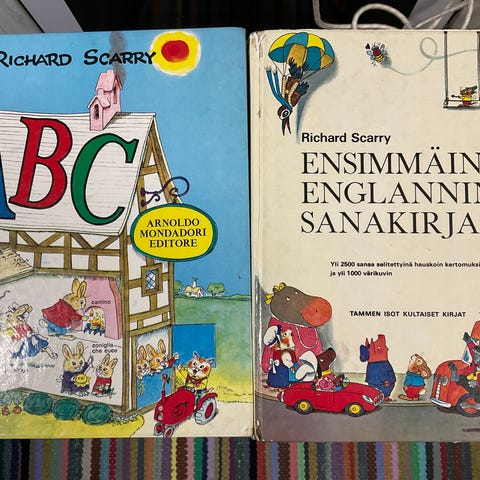 RICHARD SCARRY
ABC
ARNOLDO
MONDADORI
EDITORE
camino
coniglia
che cuce
Richard Scarry
ENSIMMÄIN
ENGLANNIN
SANAKIRJA
Yli 2500 sanaa selitettyinä hauskoin kertomuksi
ja yli 1000 värikuvin
TAMMEN ISOT KULTAISET KIRJAT